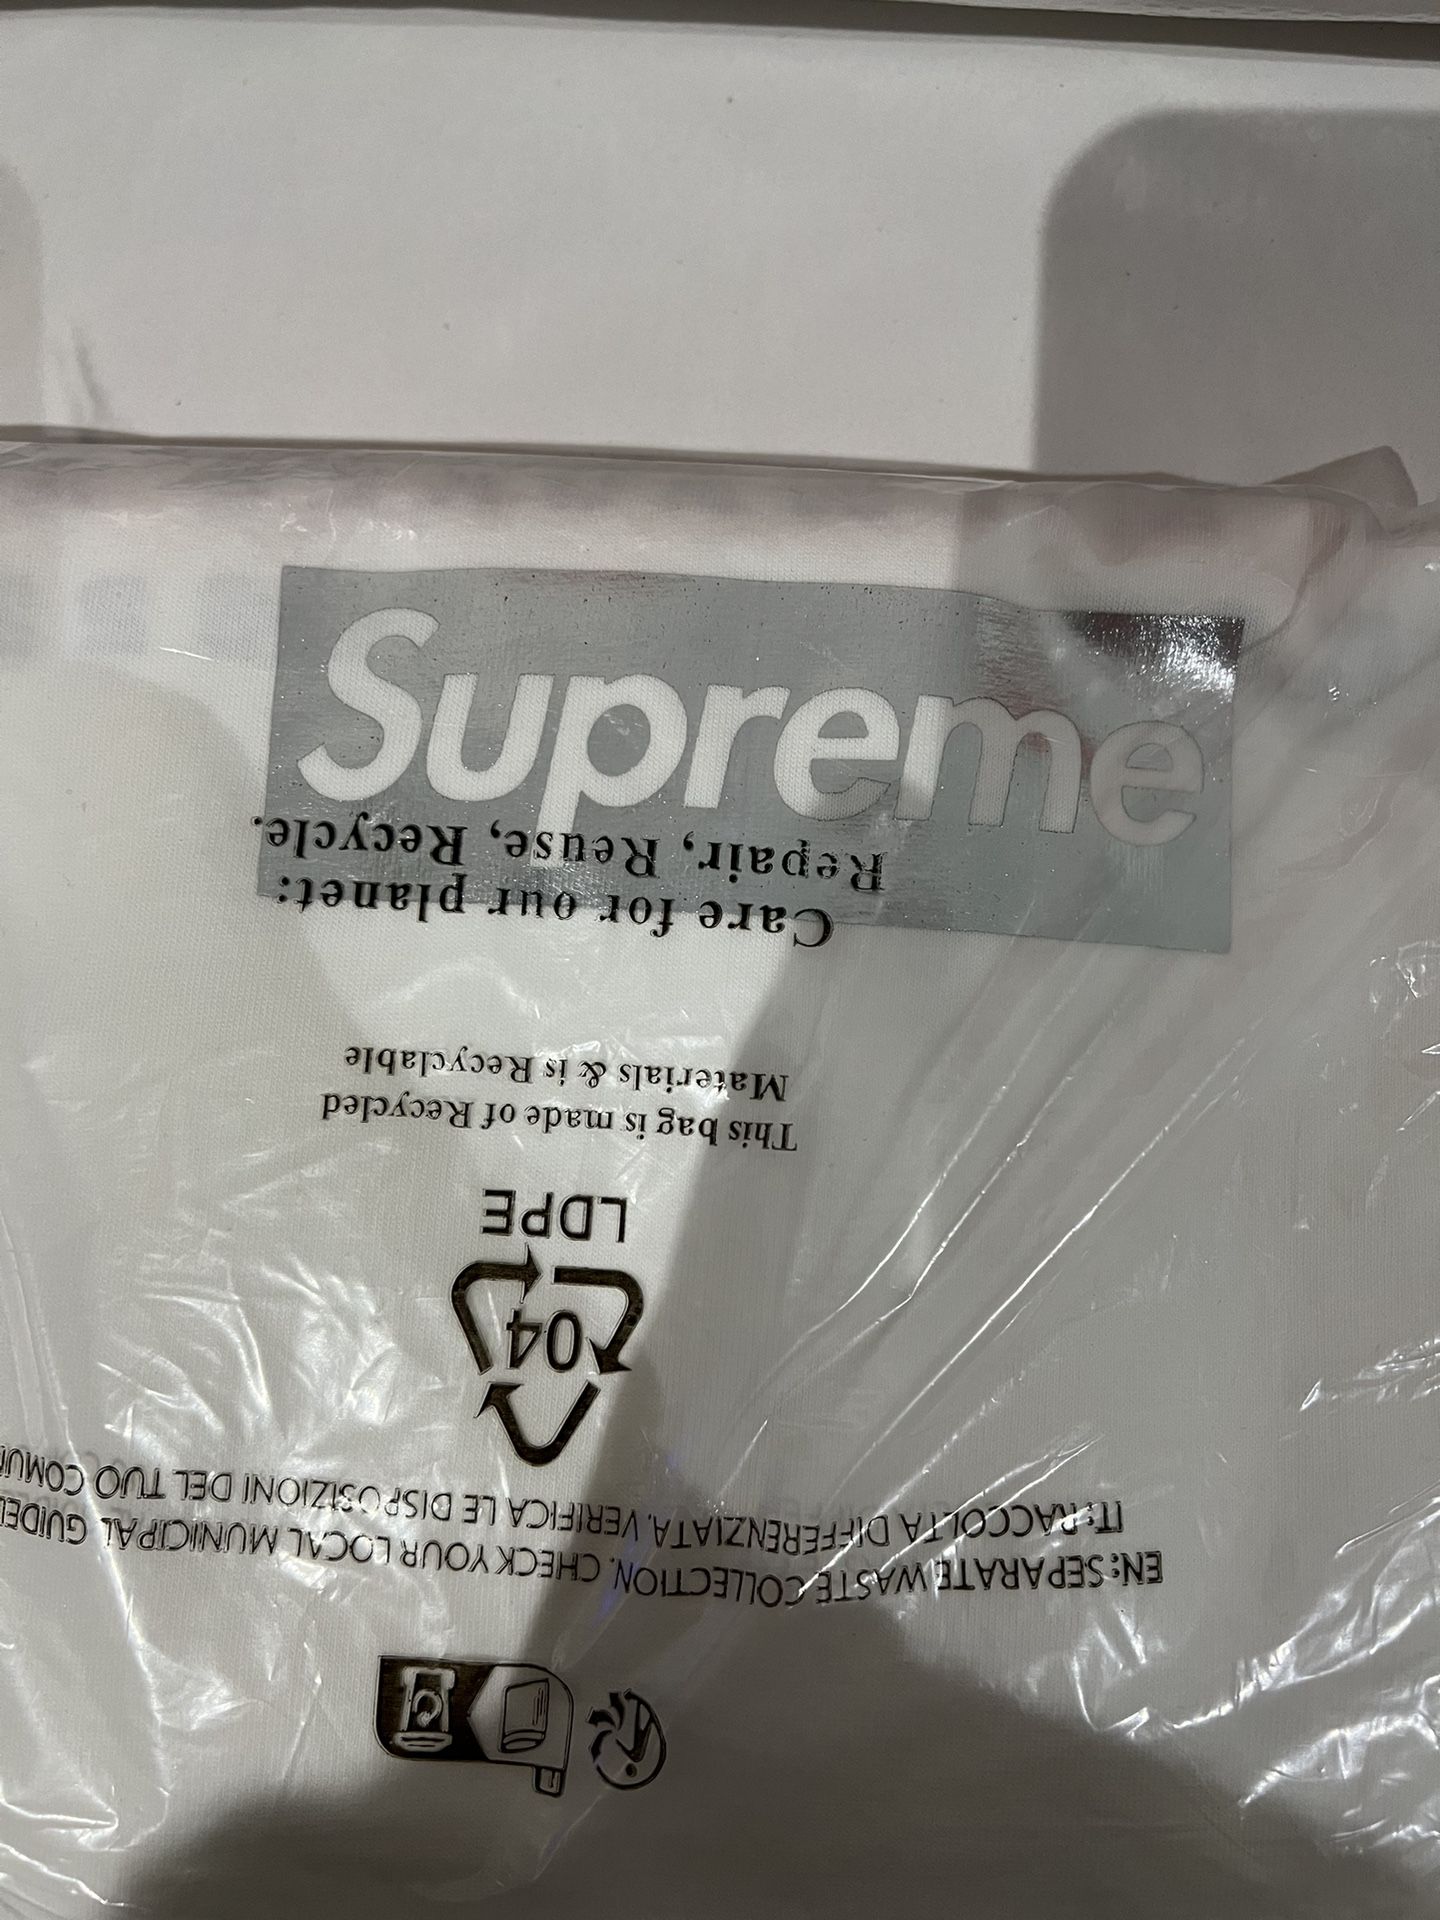 Supreme
Care for our planet:
Repair, Reuse, Recycle.
This bag is made of Recycled
Materials & is Recyclable
LDPE
04
EN: SEPARATE WASTE COLLECTION. CHECK YOUR LOCAL MUNICIPAL
IT: RACCOLTA DIFFERENZIATA. VERIFICA LE DISPOSIZIONI DEL TUO